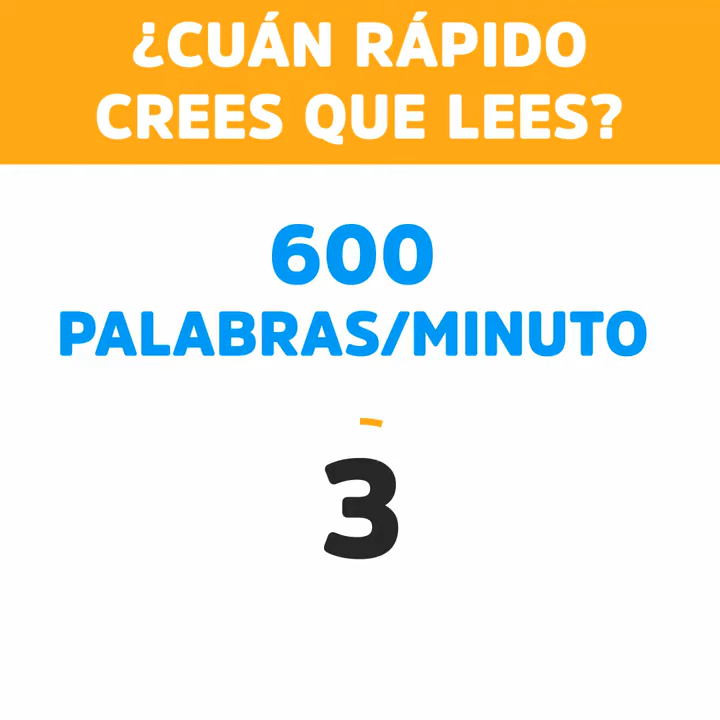 ¿CUÁN RÁPIDO
CREES QUE LEES?
600
PALABRAS/MINUTO
3